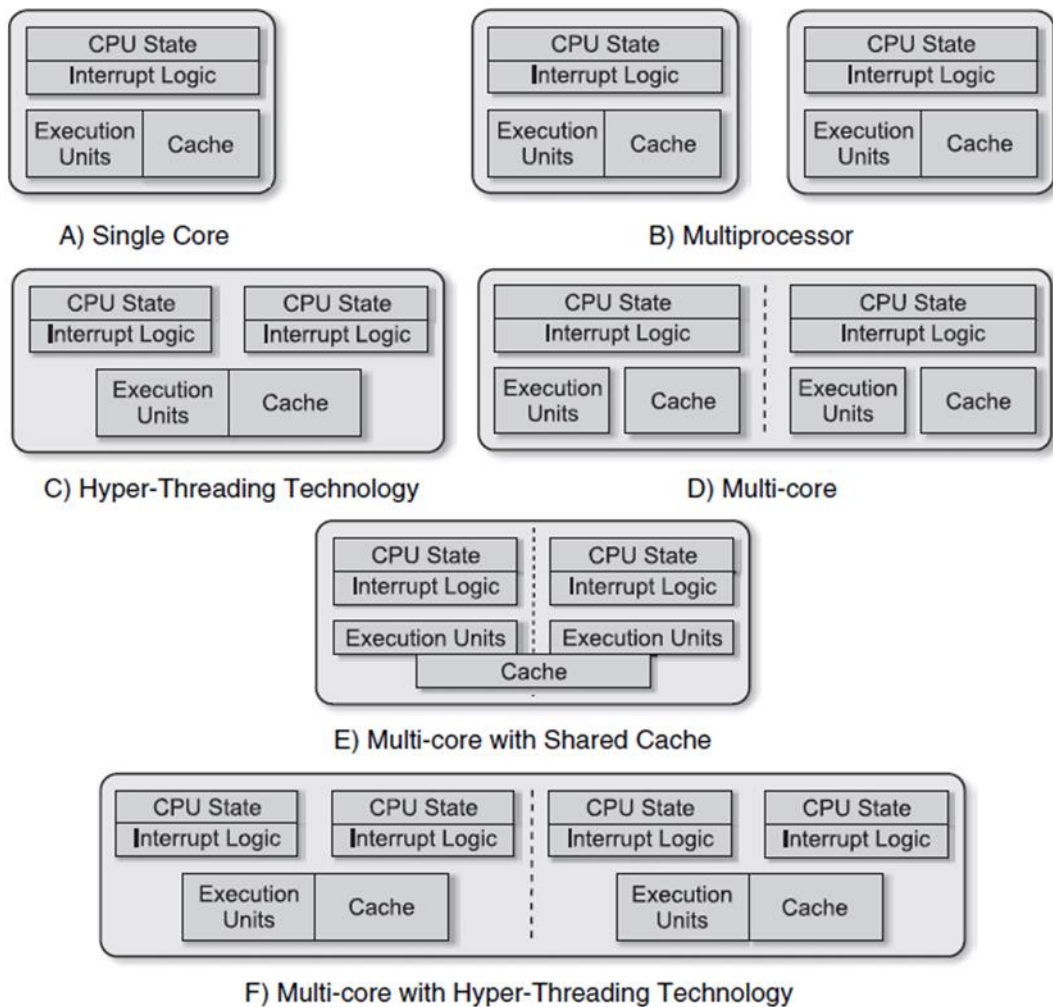 CPU State
Interrupt Logic
Execution
Units
Cache
A) Single Core
CPU State
Interrupt Logic
Execution
Units
Cache
CPU State
Interrupt Logic
Execution
Units
Cache
B) Multiprocessor
CPU State
Interrupt Logic
CPU State
Interrupt Logic
Execution
Units
Cache
C) Hyper-Threading Technology
CPU State
Interrupt Logic
Execution
Units
Cache
CPU State
Interrupt Logic
Execution
Units
Cache
D) Multi-core
CPU State
Interrupt Logic
CPU State
Interrupt Logic
Execution Units
Execution Units
Cache
E) Multi-core with Shared Cache
CPU State
Interrupt Logic
CPU State
Interrupt Logic
Execution
Units
Cache
CPU State
Interrupt Logic
CPU State
Interrupt Logic
Execution
Units
Cache
F) Multi-core with Hyper-Threading Technology